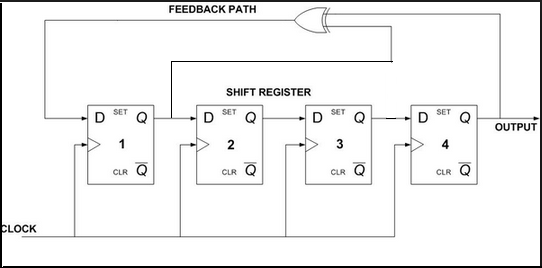 FEEDBACK PATH
SHIFT REGISTER
D SET Q D SET Q D SET Q D SET Q
OUTPUT
1 2 3 4
CLR Q̅ CLR Q̅ CLR Q̅ CLR Q̅
CLOCK